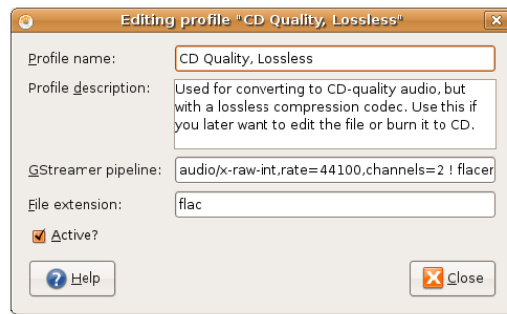 Editing profile "CD Quality, Lossless"
Profile name: CD Quality, Lossless
Profile description: Used for converting to CD-quality audio, but
with a lossless compression codec. Use this if
you later want to edit the file or burn it to CD.
GStreamer pipeline: audio/x-raw-int,rate=44100,channels=2 ! flacen
File extension: flac
Active?
Help Close